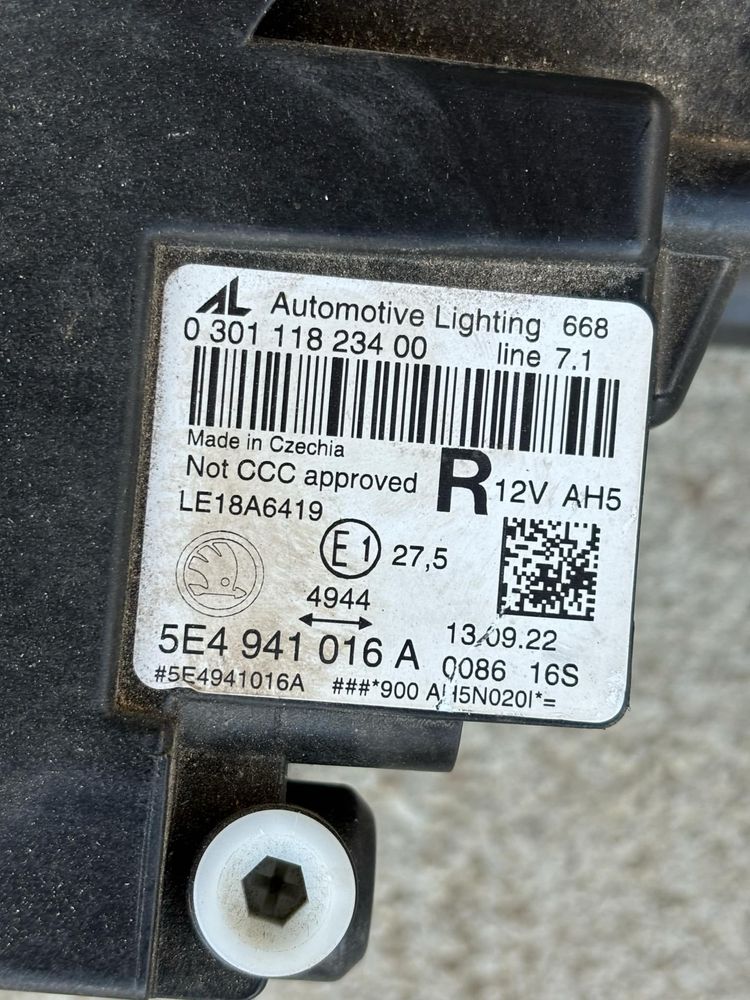 AL Automotive Lighting 668
0 301 118 234 00 line 7.1
Made in Czechia
Not CCC approved R 12V AH5
LE18A6419
E1 27,5
4944
5E4 941 016 A 13.09.22
0086 16S
#5E4941016A ###*900 AH5N020I*=